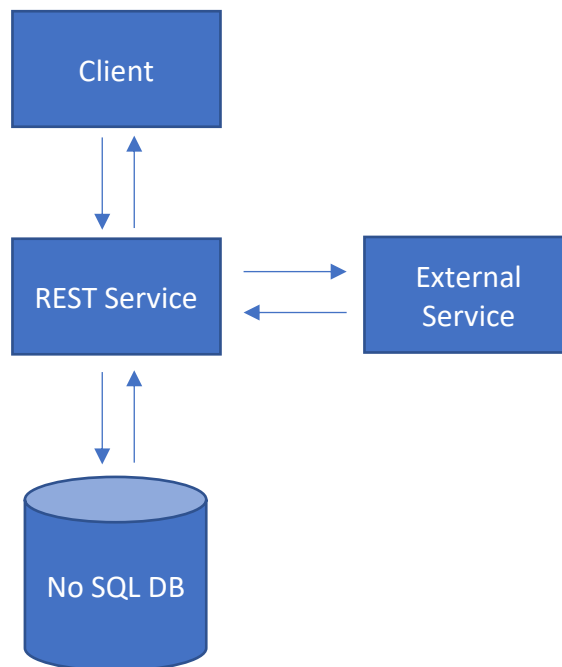 Client
REST Service
External
Service
No SQL DB